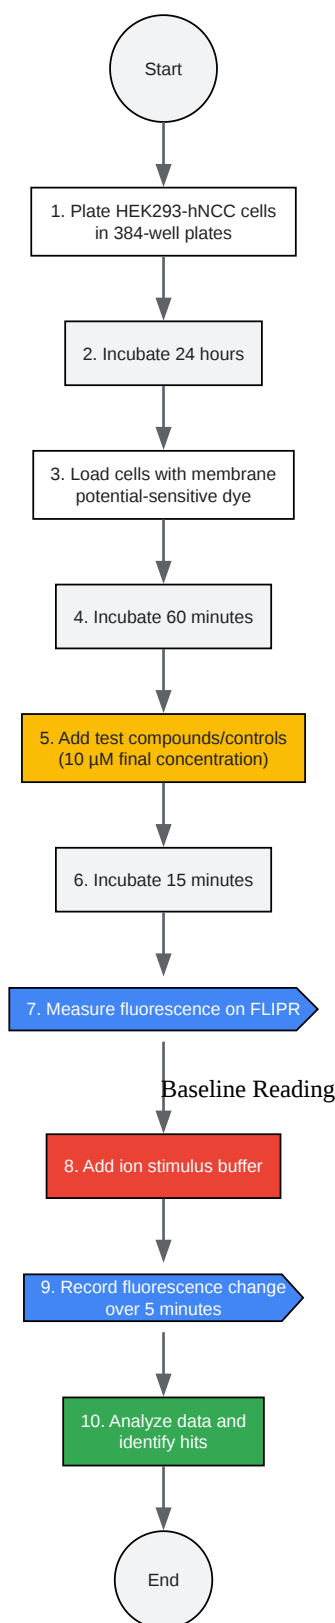 Start
1. Plate HEK293-hNCC cells
in 384-well plates
2. Incubate 24 hours
3. Load cells with membrane
potential-sensitive dye
4. Incubate 60 minutes
5. Add test compounds/controls
(10 µM final concentration)
6. Incubate 15 minutes
7. Measure fluorescence on FLIPR
Baseline Reading
8. Add ion stimulus buffer
9. Record fluorescence change
over 5 minutes
10. Analyze data and
identify hits
End